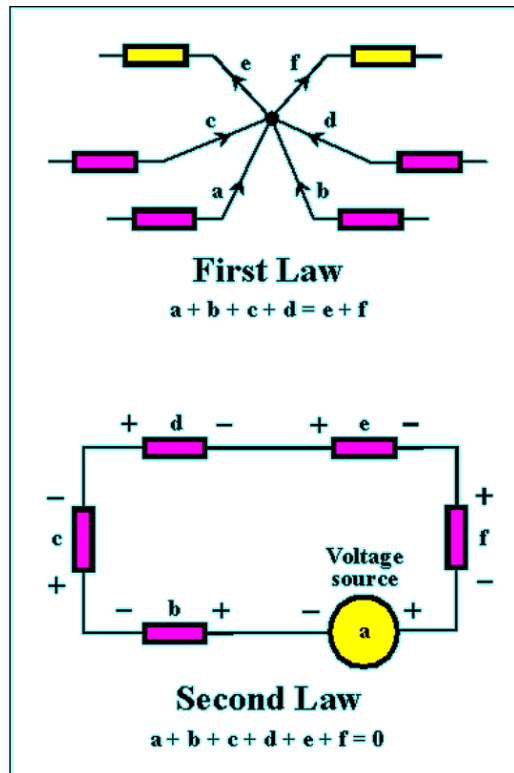 e f
c d
a b
First Law
a + b + c + d = e + f
+ d - + e -
- +
c f
+ -
Voltage
source
- b + - a +
Second Law
a + b + c + d + e + f = 0